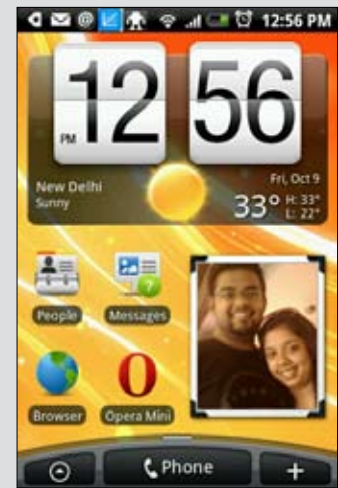 12:56 PM
12 56
PM
New Delhi
Sunny
Fri, Oct 9
33° H: 33°
L: 22°
People
Messages
Browser
Opera Mini
Phone